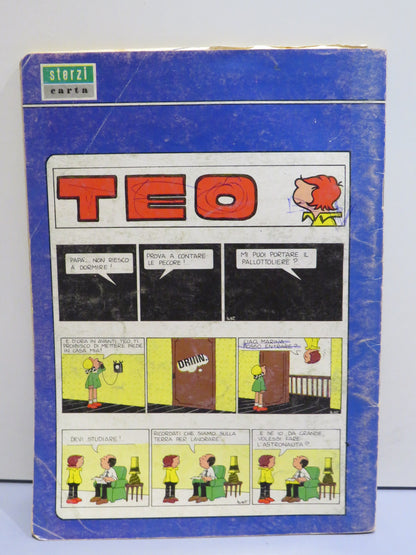 sterzi
carta
TEO
PAPÀ... NON RIESCO
A DORMIRE!
PROVA A CONTARE
LE PECORE!
MI PUOI PORTARE IL
PALLOTTOLIERE?
E D'ORA IN AVANTI, TEO, TI
PROIBISCO DI METTERE PIEDE
IN CASA MIA!
DRIIIN.
CIAO, MARINA...
POSSO ENTRARE?
DEVI STUDIARE!
RICORDATI CHE SIAMO SULLA
TERRA PER LAVORARE!
E SE IO, DA GRANDE,
VOLESSI FARE
L'ASTRONAUTA?